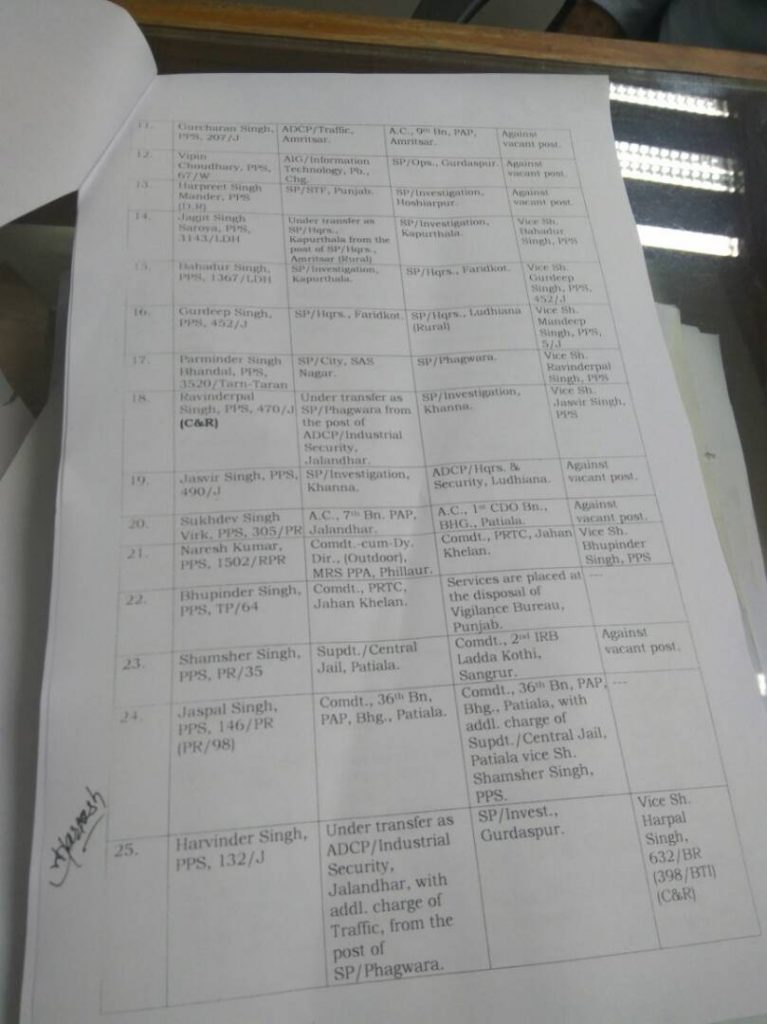 11. Gurcharan Singh, ADCP/Traffic, A.C., 9th Bn, PAP, Against
PPS, 207/J Amritsar. Amritsar. vacant post.
12. Vipin AIG/Information SP/Ops., Gurdaspur. Against
Choudhary, PPS, Technology, Pb., vacant post.
67/W Chg.
13. Harpreet Singh SP/STF, Punjab. SP/Investigation, Against
Mander, PPS Hoshiarpur. vacant post.
(D.R)
14. Jagjit Singh Under transfer as SP/Investigation, Vice Sh.
Saroya, PPS, SP/Hqrs., Kapurthala. Bahadur
3143/LDH Kapurthala from the Singh, PPS
post of SP/Hqrs.,
Amritsar (Rural)
15. Bahadur Singh, SP/Investigation, SP/Hqrs., Faridkot. Vice Sh.
PPS, 1367/LDH Kapurthala. Gurdeep
Singh, PPS,
452/J
16. Gurdeep Singh, SP/Hqrs., Faridkot. SP/Hqrs., Ludhiana Vice Sh.
PPS, 452/J (Rural) Mandeep
Singh, PPS,
5/J
17. Parminder Singh SP/City, SAS SP/Phagwara. Vice Sh.
Bhandal, PPS, Nagar. Ravinderpal
3520/Tarn-Taran Singh, PPS
18. Ravinderpal Under transfer as SP/Investigation, Vice Sh.
Singh, PPS, 470/J SP/Phagwara from Khanna. Jasvir Singh,
(C&R) the post of PPS
ADCP/Industrial
Security,
Jalandhar.
19. Jasvir Singh, PPS, SP/Investigation, ADCP/Hqrs. & Against
490/J Khanna. Security, Ludhiana. vacant post.
20. Sukhdev Singh A.C., 7th Bn. PAP, A.C., 1st CDO Bn., Against
Virk, PPS, 305/PR Jalandhar. BHG., Patiala. vacant post.
21. Naresh Kumar, Comdt.-cum-Dy. Comdt., PRTC, Jahan Vice Sh.
PPS, 1502/RPR Dir., (Outdoor), Khelan. Bhupinder
MRS PPA, Phillaur. Singh, PPS
22. Bhupinder Singh, Comdt., PRTC, Services are placed at ----
PPS, TP/64 Jahan Khelan. the disposal of
Vigilance Bureau,
Punjab.
23. Shamsher Singh, Supdt./Central Comdt., 2nd IRB Against
PPS, PR/35 Jail, Patiala. Ladda Kothi, vacant post.
Sangrur.
24. Jaspal Singh, Comdt., 36th Bn, Comdt., 36th Bn, PAP, ---
PPS, 146/PR PAP, Bhg., Patiala. Bhg., Patiala, with
(PR/98) addl. charge of
Supdt./Central Jail,
Patiala vice Sh.
Shamsher Singh,
PPS.
25. Harvinder Singh, Under transfer as SP/Invest., Vice Sh.
PPS, 132/J ADCP/Industrial Gurdaspur. Harpal
Security, Singh,
Jalandhar, with 632/BR
addl. charge of (398/BTI)
Traffic, from the (C&R)
post of
SP/Phagwara.